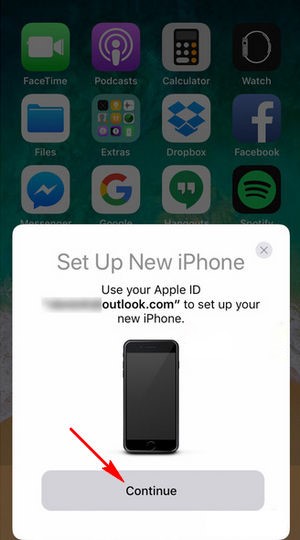 FaceTime Podcasts Calculator Watch
Files Extras Dropbox Facebook
Messenger Google Hangouts Spotify
Set Up New iPhone
Use your Apple ID
outlook.com” to set up your
new iPhone.
Continue